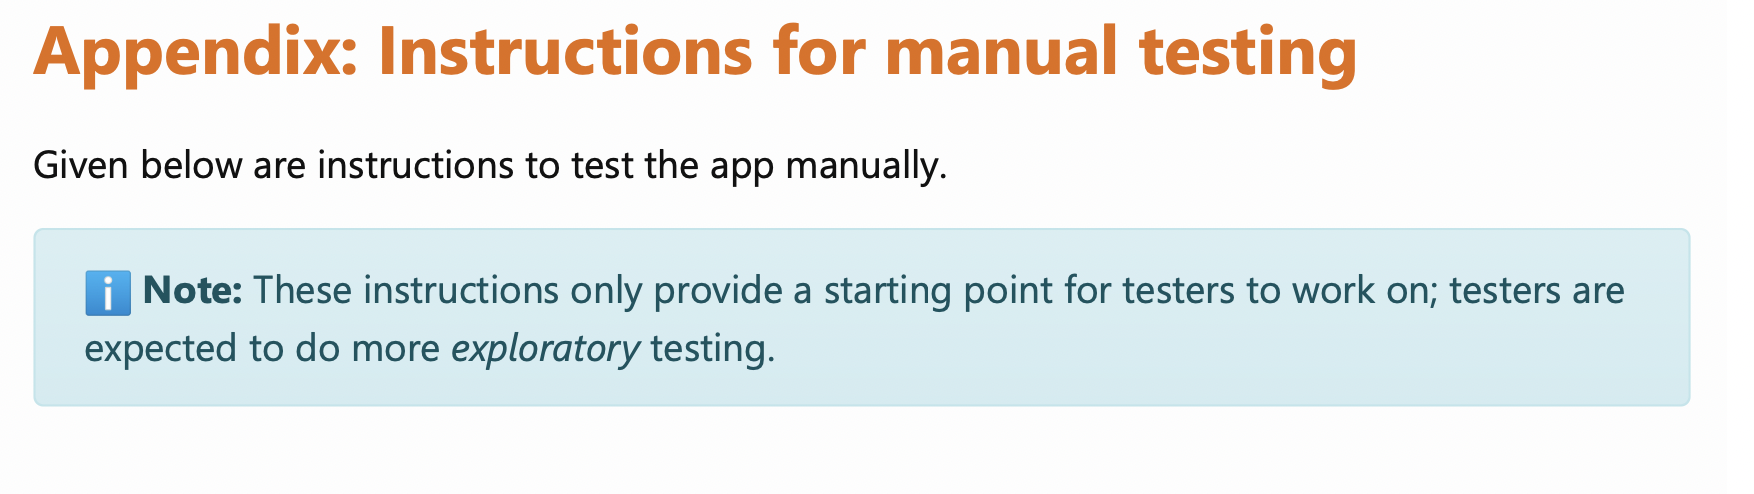 Appendix: Instructions for manual testing
Given below are instructions to test the app manually.
ℹ️ Note: These instructions only provide a starting point for testers to work on; testers are
expected to do more exploratory testing.